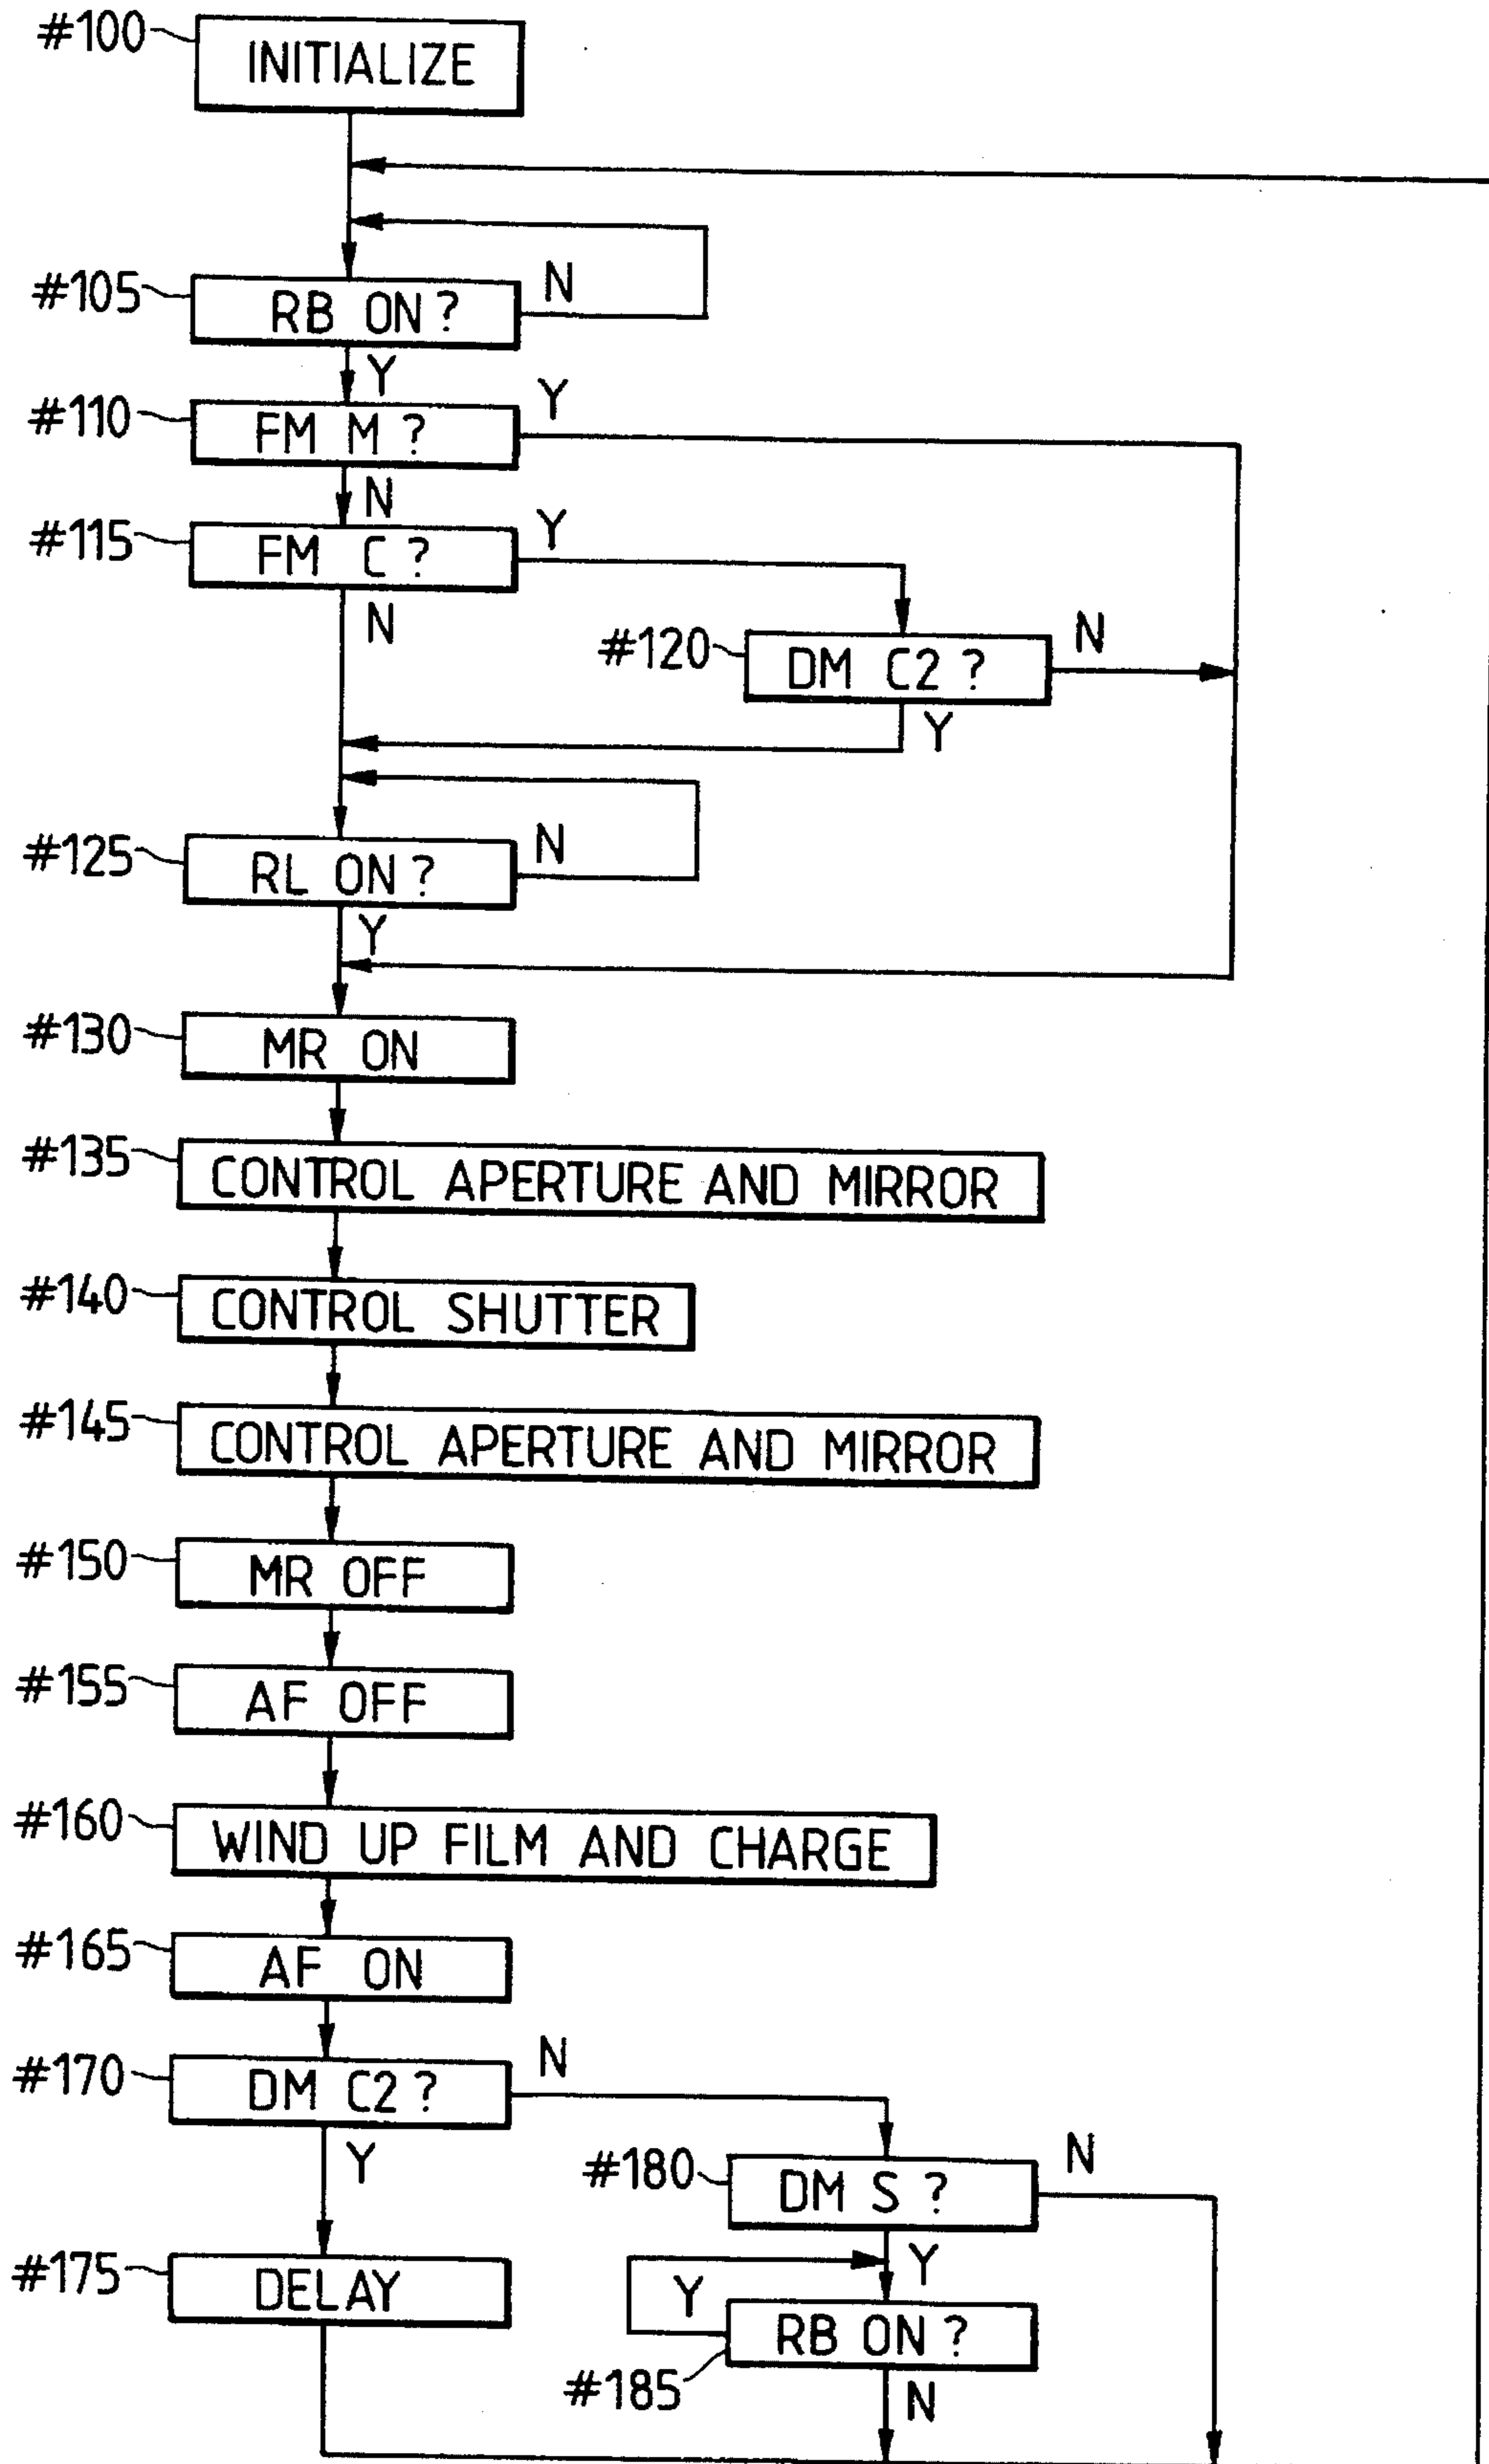 #100 INITIALIZE
#105 RB ON? N
Y
#110 FM M? Y
N
#115 FM C? Y
N
#120 DM C2? N
Y
#125 RL ON? N
Y
#130 MR ON
#135 CONTROL APERTURE AND MIRROR
#140 CONTROL SHUTTER
#145 CONTROL APERTURE AND MIRROR
#150 MR OFF
#155 AF OFF
#160 WIND UP FILM AND CHARGE
#165 AF ON
#170 DM C2? N
Y
#180 DM S? N
Y
#175 DELAY
Y
RB ON?
#185
N